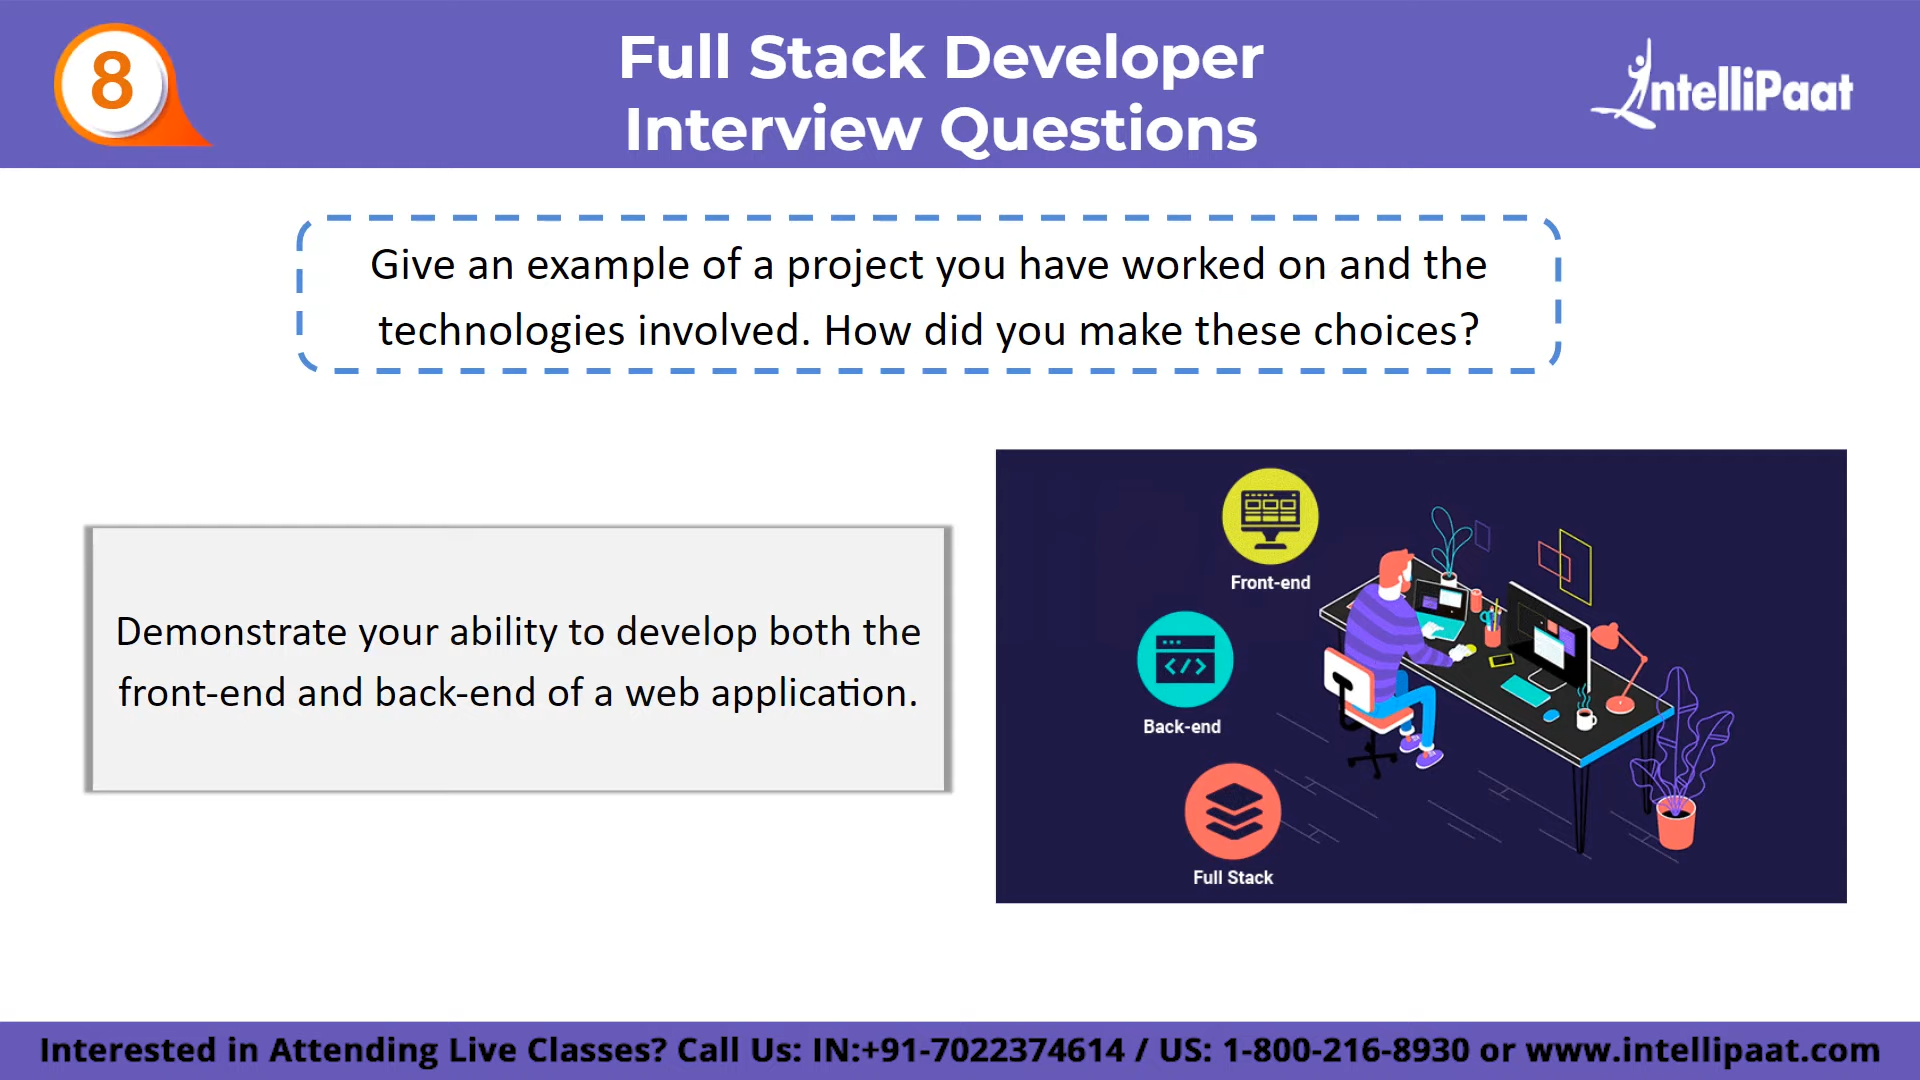 8
Full Stack Developer
Interview Questions
IntelliPaat
Give an example of a project you have worked on and the
technologies involved. How did you make these choices?
Demonstrate your ability to develop both the
front-end and back-end of a web application.
Front-end
</>
Back-end
Full Stack
Interested in Attending Live Classes? Call Us: IN:+91-7022374614 / US: 1-800-216-8930 or www.intellipaat.com